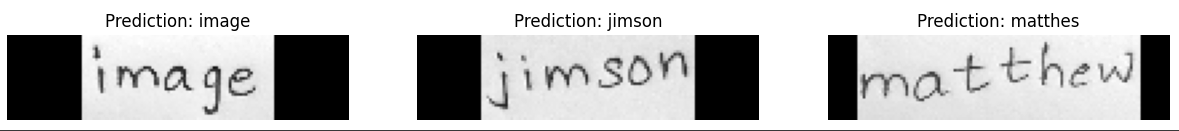 Prediction: image
image
Prediction: jimson
jimson
Prediction: matthes
matthew